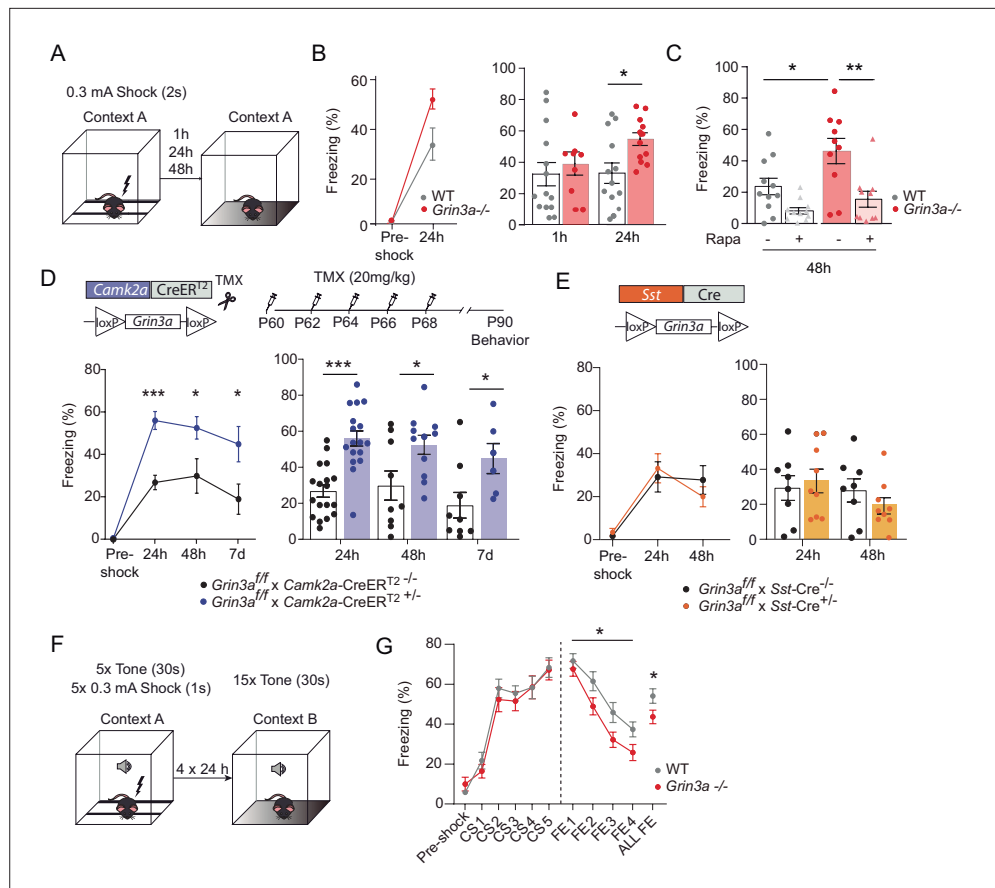 A
0.3 mA Shock (2s)
Context A
Context A
1h
24h
48h
B
Freezing (%)
60
40
20
0
Pre-
shock
24h
WT
Grin3a-/-
Freezing (%)
100
80
60
40
20
0
*
1h
24h
C
Freezing (%)
100
80
60
40
20
0
*
**
WT
Grin3a-/-
Rapa
-
+
-
+
48h
D
Camk2a
CreERT2
TMX
loxP
Grin3a
loxP
TMX (20mg/kg)
P60
P62
P64
P66
P68
P90
Behavior
Freezing (%)
80
60
40
20
0
***
*
*
Pre-
shock
24h
48h
7d
100
80
60
40
20
0
***
*
*
24h
48h
7d
Grin3af/f x Camk2a-CreERT2 -/-
Grin3af/f x Camk2a-CreERT2 +/-
E
Sst
Cre
loxP
Grin3a
loxP
Freezing (%)
80
60
40
20
0
Pre-
shock
24h
48h
100
80
60
40
20
0
24h
48h
Grin3af/f x Sst-Cre-/-
Grin3af/f x Sst-Cre+/-
F
5x Tone (30s)
5x 0.3 mA Shock (1s)
15x Tone (30s)
Context A
Context B
4 x 24 h
G
Freezing (%)
80
60
40
20
0
*
*
WT
Grin3a -/-
Pre-shock
CS1
CS2
CS3
CS4
CS5
FE1
FE2
FE3
FE4
ALL FE